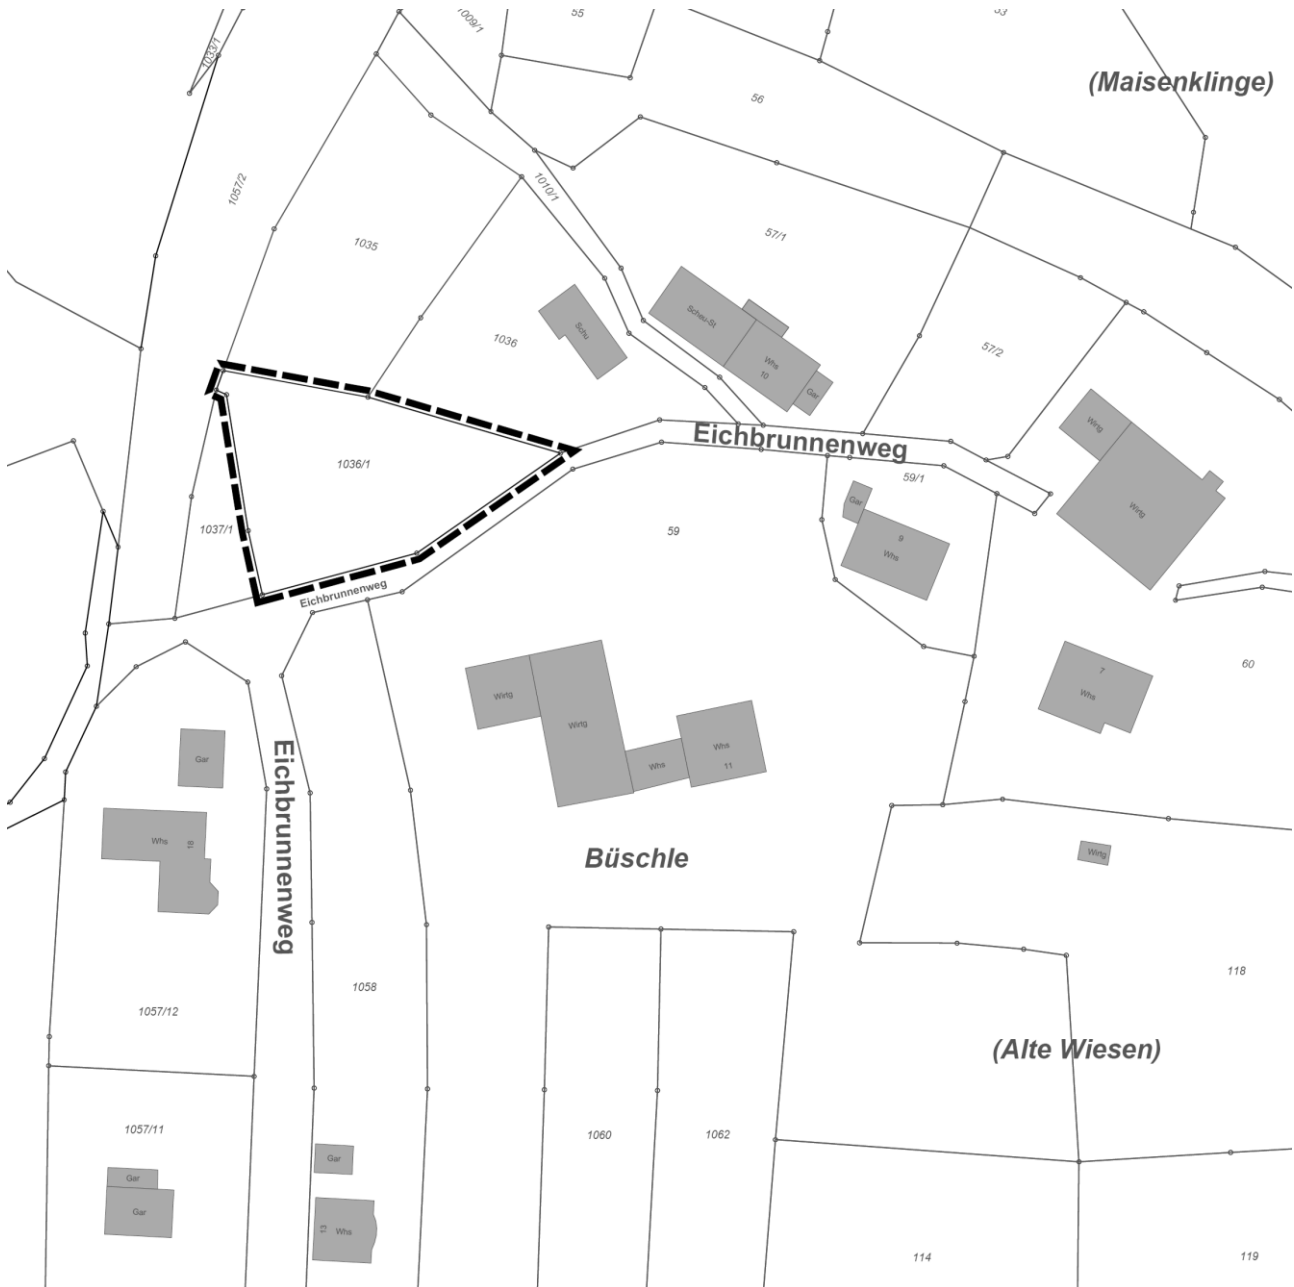 1009/1
55
53
1033/1
(Maisenklinge)
56
1057/2
1010/1
1035
57/1
Scheu-St
Schu
1036
Whs
10
Gar
57/2
Wirtg
Eichbrunnenweg
1036/1
59/1
Gar
Wirtg
1037/1
59
9
Whs
Eichbrunnenweg
60
7
Whs
Wirtg
Wirtg
Whs
Whs
11
Gar
Eichbrunnenweg
Whs
18
Büschle
Wirtg
118
1058
1057/12
(Alte Wiesen)
1057/11
1060
1062
Gar
Gar
Gar
13
Whs
114
119